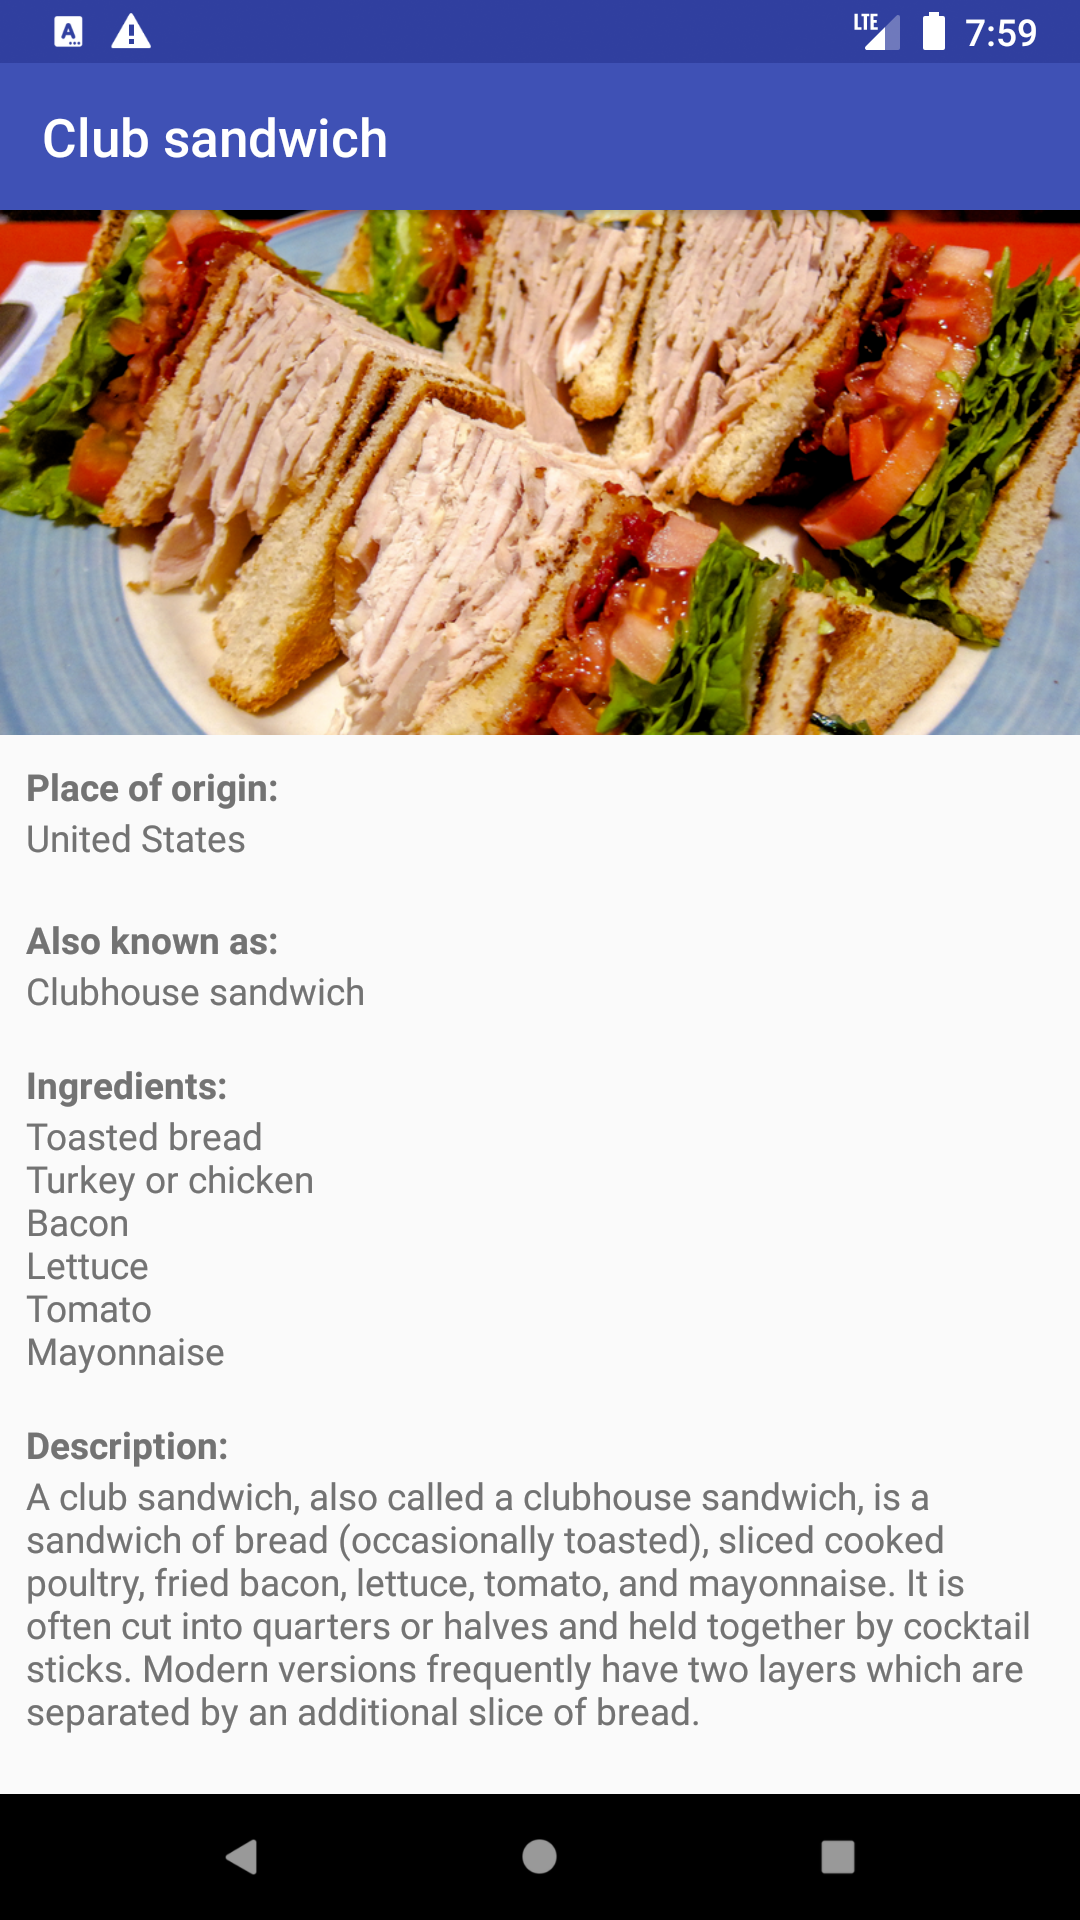 LTE 7:59
Club sandwich
Place of origin:
United States
Also known as:
Clubhouse sandwich
Ingredients:
Toasted bread
Turkey or chicken
Bacon
Lettuce
Tomato
Mayonnaise
Description:
A club sandwich, also called a clubhouse sandwich, is a
sandwich of bread (occasionally toasted), sliced cooked
poultry, fried bacon, lettuce, tomato, and mayonnaise. It is
often cut into quarters or halves and held together by cocktail
sticks. Modern versions frequently have two layers which are
separated by an additional slice of bread.